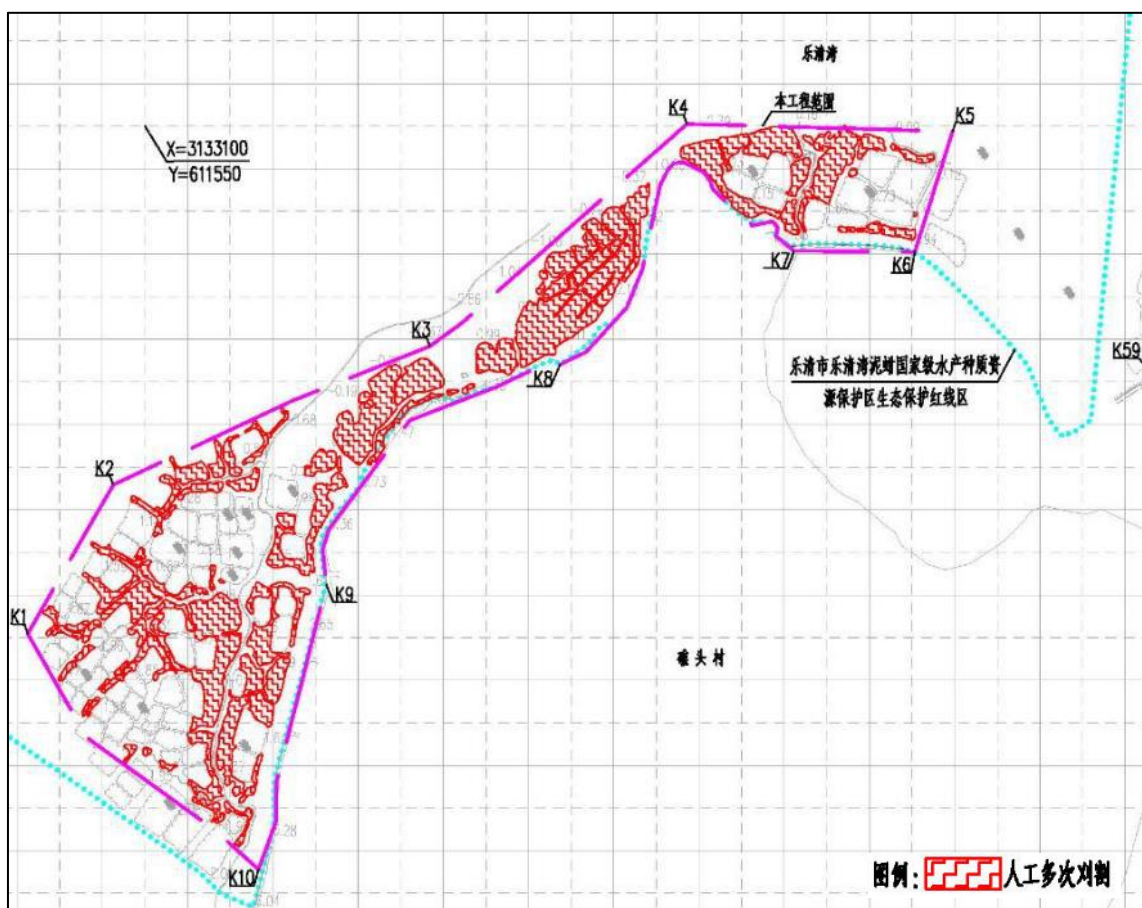 乐清湾
K4
本工程范围
K5
X=3133100
Y=611550
K7
K6
K3
K59
K8
乐清市乐清湾泥蚶国家级水产种质资
源保护区生态保护红线区
K2
K9
K1
碓头村
K10
图例：人工多次刈割